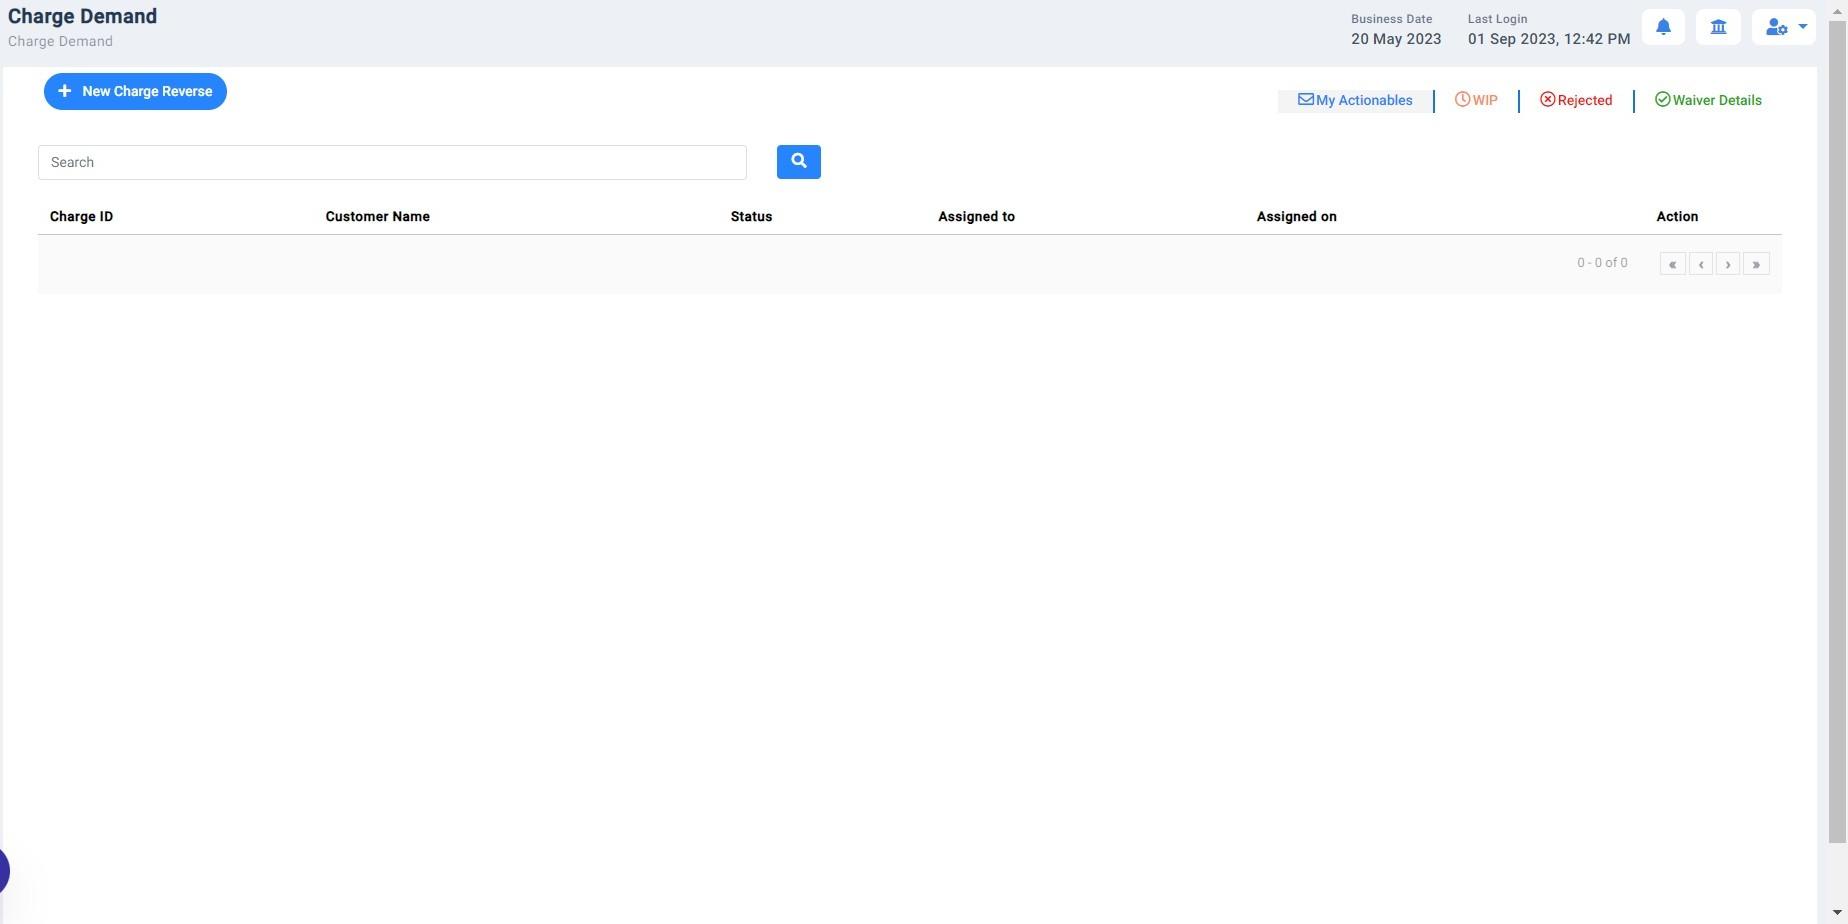 Charge Demand
Charge Demand
Business Date
20 May 2023
Last Login
01 Sep 2023, 12:42 PM
+ New Charge Reverse
My Actionables
WIP
Rejected
Waiver Details
Search
Charge ID Customer Name Status Assigned to Assigned on Action
0 - 0 of 0 « ‹ › »